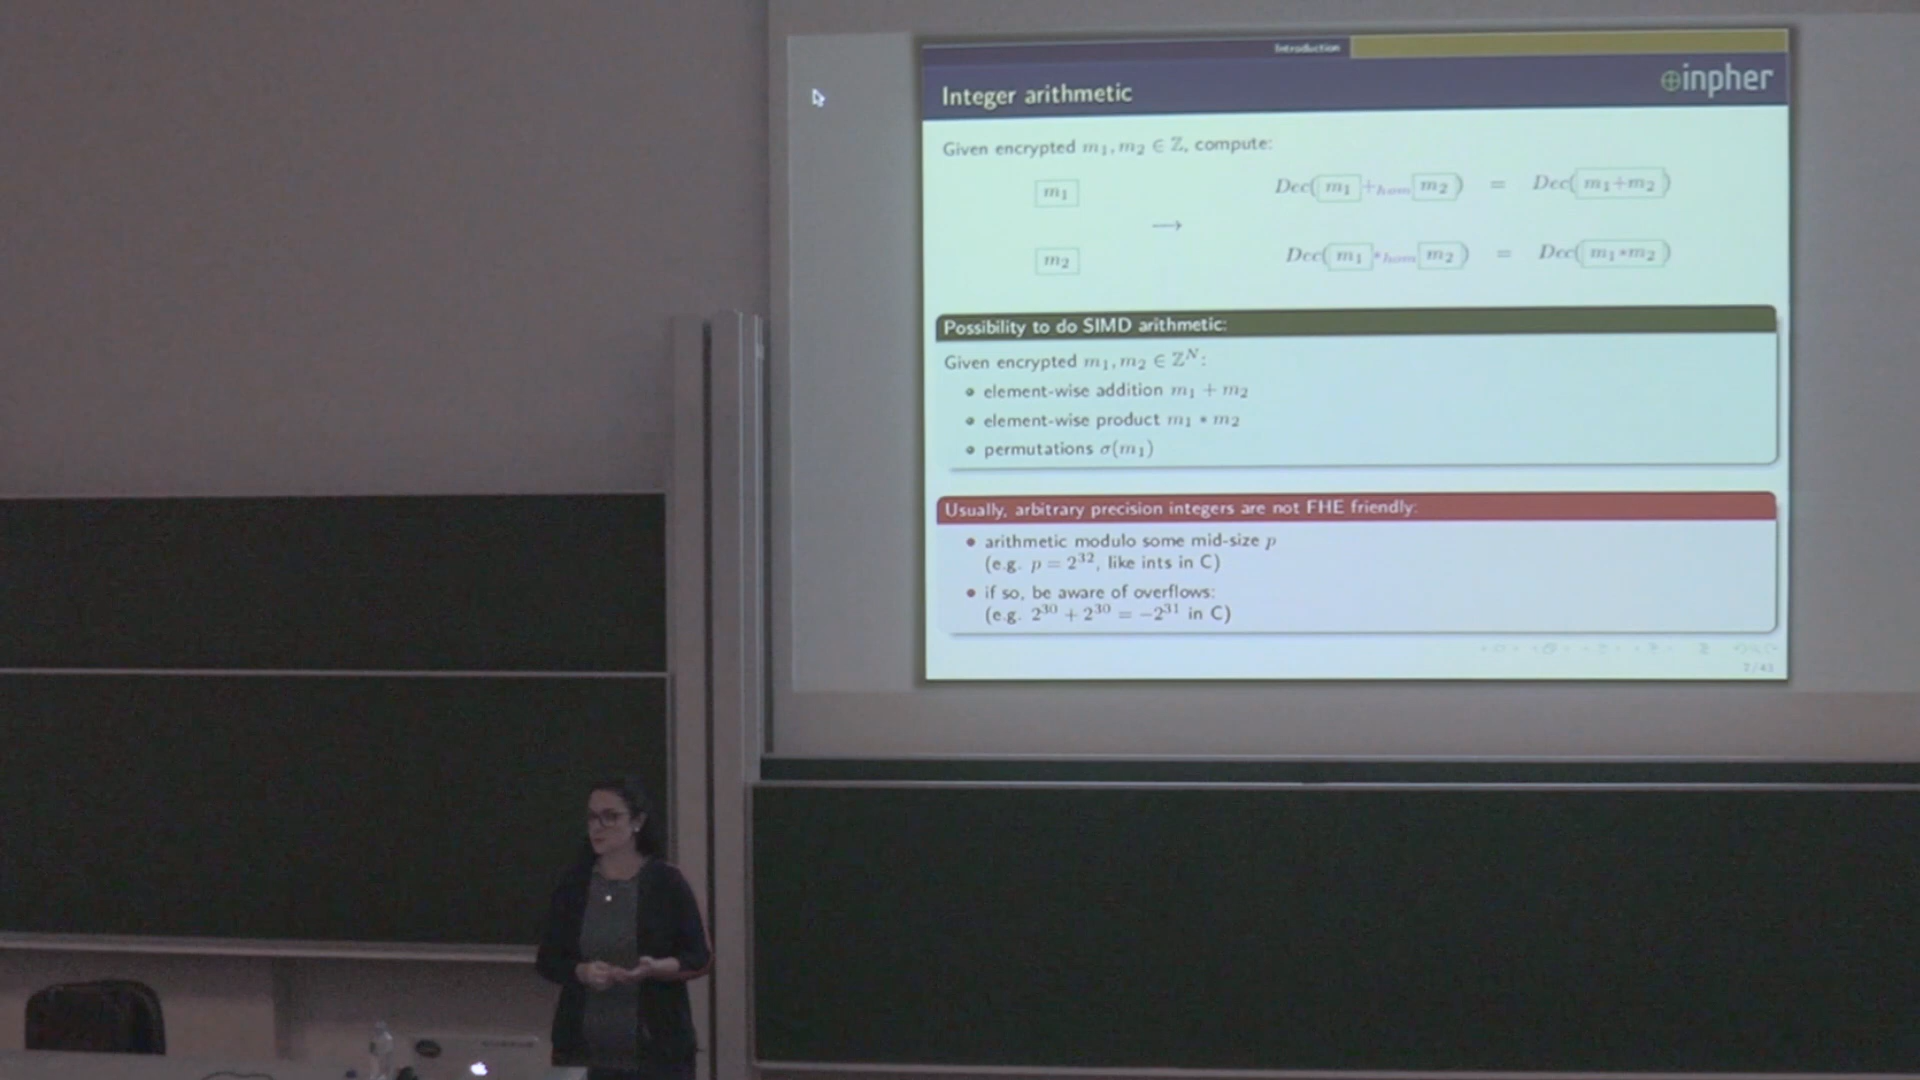 Introduction
inpher
Integer arithmetic
Given encrypted m₁, m₂ ∈ ℤ, compute:
m₁
Dec( m₁ +ₕₒₘ m₂ ) = Dec( m₁+m₂ )
→
m₂
Dec( m₁ *ₕₒₘ m₂ ) = Dec( m₁*m₂ )
Possibility to do SIMD arithmetic:
Given encrypted m₁, m₂ ∈ ℤᴺ:
• element-wise addition m₁ + m₂
• element-wise product m₁ * m₂
• permutations σ(m₁)
Usually, arbitrary precision integers are not FHE friendly:
• arithmetic modulo some mid-size p
(e.g. p = 2³², like ints in C)
• if so, be aware of overflows:
(e.g. 2³⁰ + 2³⁰ = −2³¹ in C)